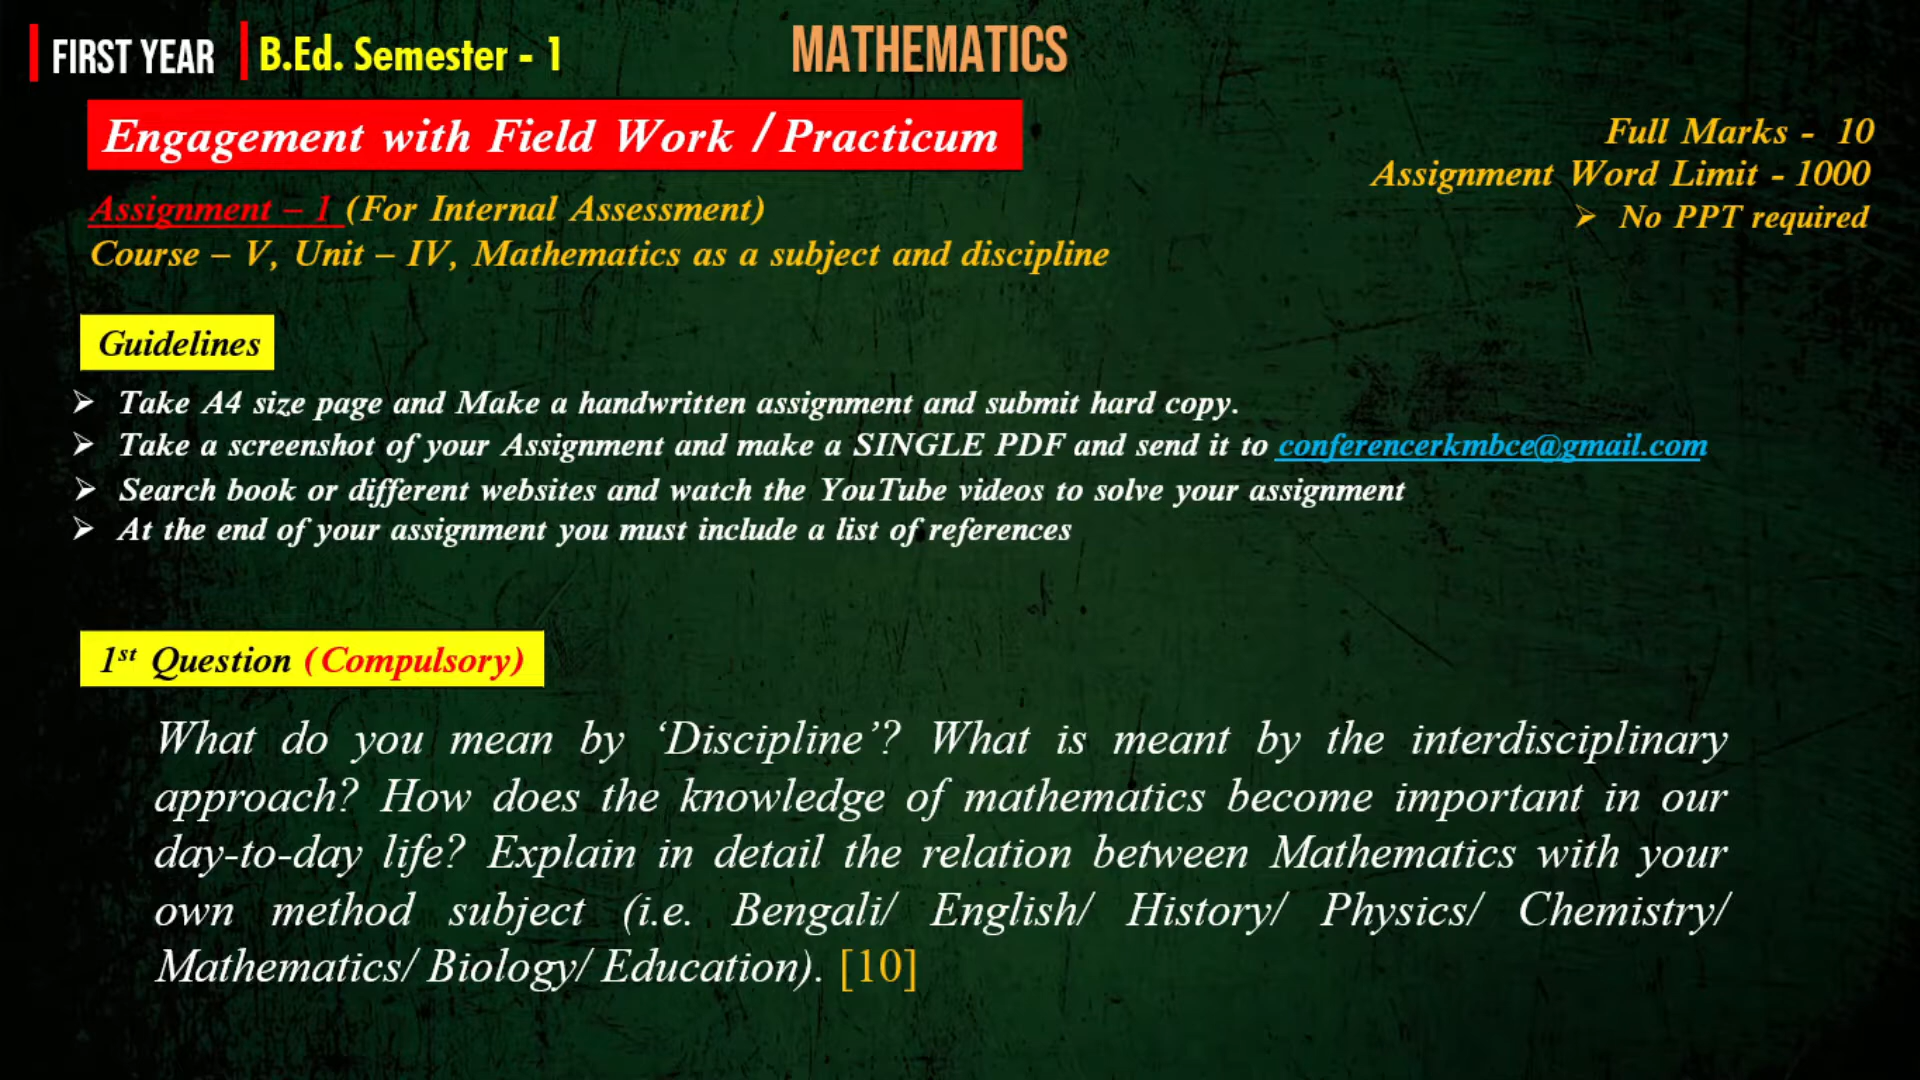 FIRST YEAR B.Ed. Semester - 1 MATHEMATICS
Engagement with Field Work / Practicum
Full Marks - 10
Assignment Word Limit - 1000
➢ No PPT required
Assignment – 1 (For Internal Assessment)
Course – V, Unit – IV, Mathematics as a subject and discipline
Guidelines
➢ Take A4 size page and Make a handwritten assignment and submit hard copy.
➢ Take a screenshot of your Assignment and make a SINGLE PDF and send it to conferencerkmbce@gmail.com
➢ Search book or different websites and watch the YouTube videos to solve your assignment
➢ At the end of your assignment you must include a list of references
1st Question (Compulsory)
What do you mean by ‘Discipline’? What is meant by the interdisciplinary
approach? How does the knowledge of mathematics become important in our
day-to-day life? Explain in detail the relation between Mathematics with your
own method subject (i.e. Bengali/ English/ History/ Physics/ Chemistry/
Mathematics/ Biology/ Education). [10]